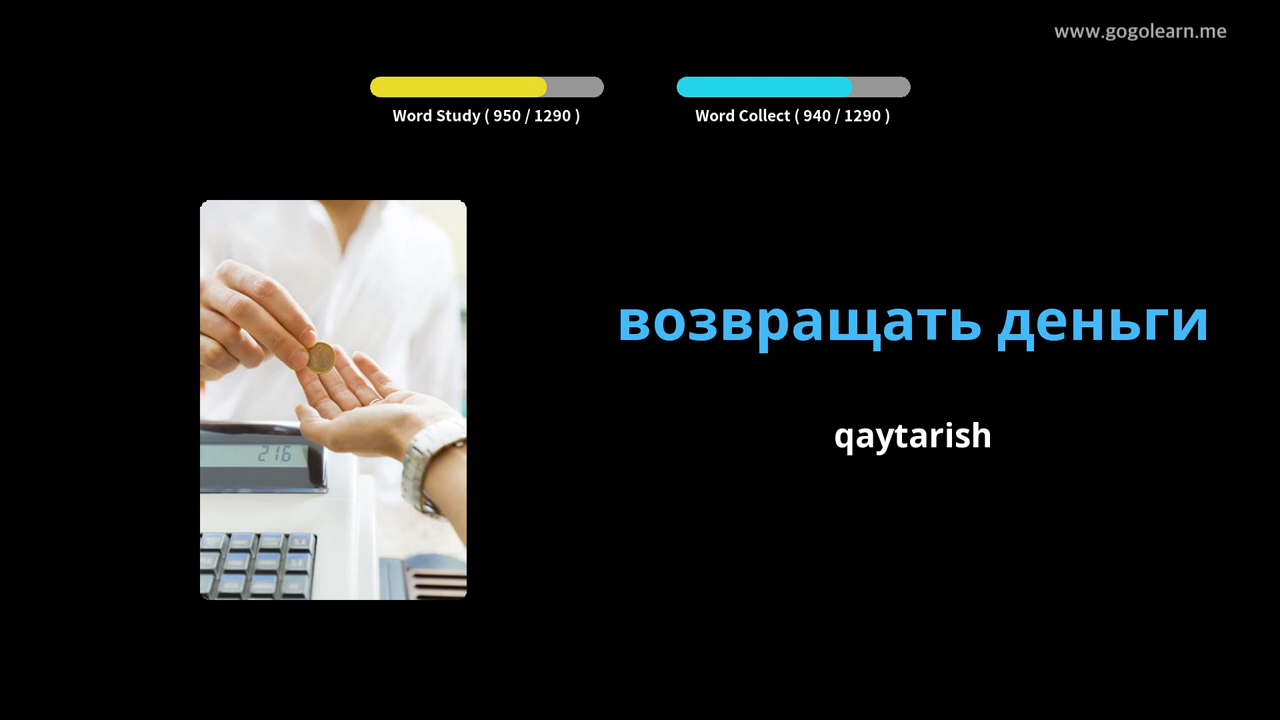 www.gogolearn.me
Word Study ( 950 / 1290 )
Word Collect ( 940 / 1290 )
возвращать деньги
qaytarish
216